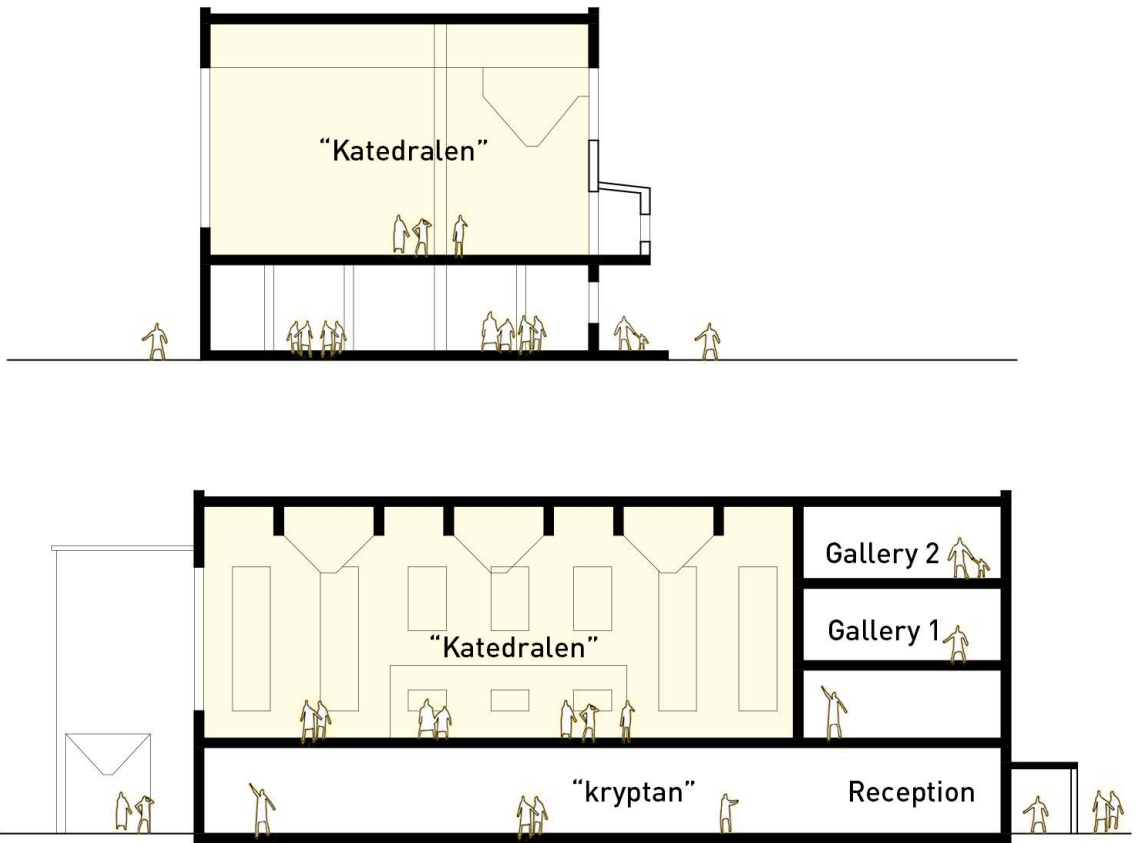 “Katedralen”
Gallery 2
Gallery 1
“Katedralen”
“kryptan”
Reception